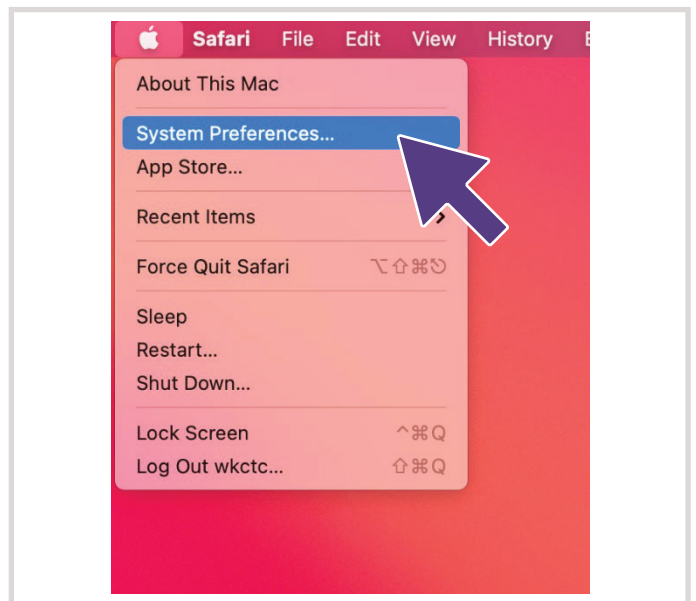 Safari File Edit View History
About This Mac
System Preferences...
App Store...
Recent Items
Force Quit Safari ⌥⇧⌘⎋
Sleep
Restart...
Shut Down...
Lock Screen ^⌘Q
Log Out wkctc... ⇧⌘Q